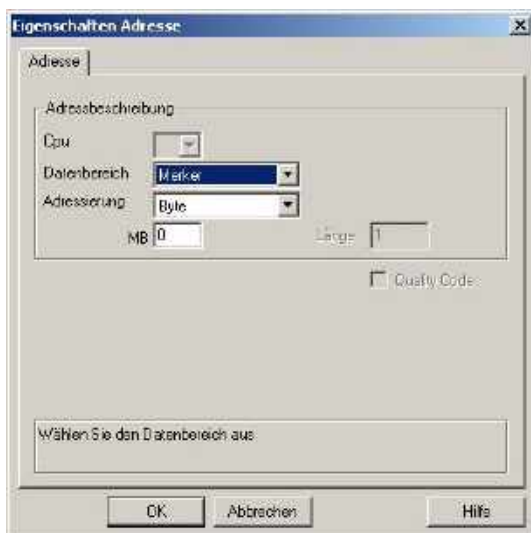 Eigenschaften Adresse
Adresse
Adressbeschreibung
Cpu
Datenbereich Merker
Adressierung Byte
MB 0 Länge 1
Quality Code
Wählen Sie den Datenbereich aus
OK Abbrechen Hilfe